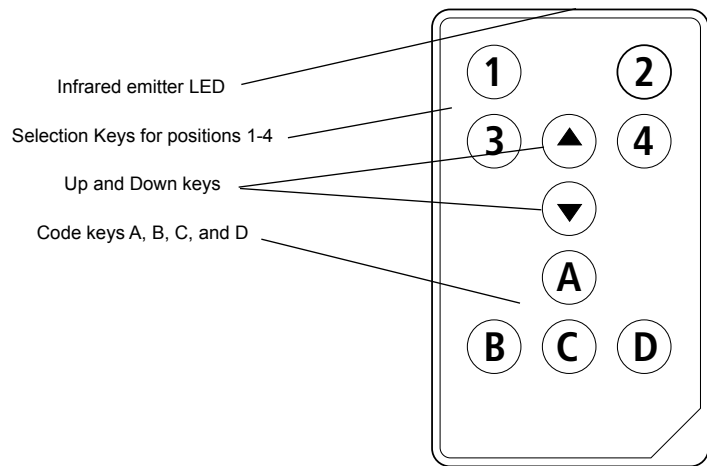 Infrared emitter LED
Selection Keys for positions 1-4
Up and Down keys
Code keys A, B, C, and D
1 2
3 4
A
B C D